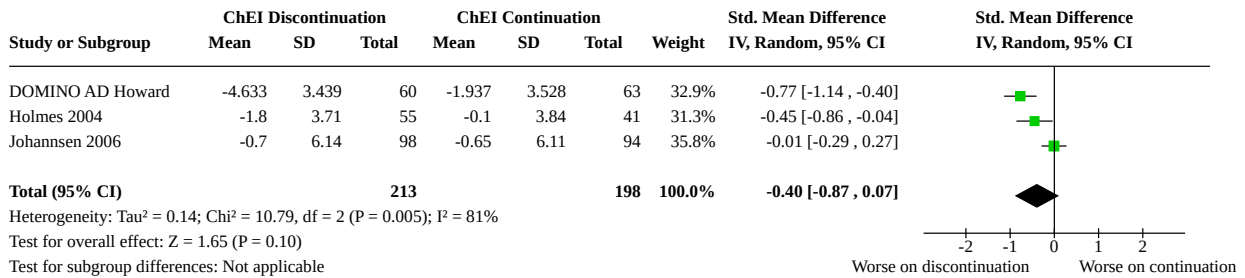 ChEI Discontinuation ChEI Continuation Std. Mean Difference Std. Mean Difference
Study or Subgroup Mean SD Total Mean SD Total Weight IV, Random, 95% CI IV, Random, 95% CI
DOMINO AD Howard -4.633 3.439 60 -1.937 3.528 63 32.9% -0.77 [-1.14 , -0.40]
Holmes 2004 -1.8 3.71 55 -0.1 3.84 41 31.3% -0.45 [-0.86 , -0.04]
Johannsen 2006 -0.7 6.14 98 -0.65 6.11 94 35.8% -0.01 [-0.29 , 0.27]
Total (95% CI) 213 198 100.0% -0.40 [-0.87 , 0.07]
Heterogeneity: Tau² = 0.14; Chi² = 10.79, df = 2 (P = 0.005); I² = 81%
Test for overall effect: Z = 1.65 (P = 0.10) -2 -1 0 1 2
Test for subgroup differences: Not applicable Worse on discontinuation Worse on continuation